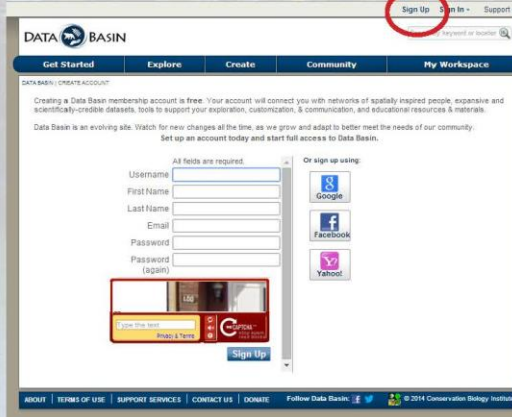 Sign Up Sign In Support
DATA BASIN
Get Started Explore Create Community My Workspace
DATA BASIN | CREATE ACCOUNT
Creating a Data Basin membership account is free. Your account will connect you with networks of spatially inspired people, expansive and
scientifically-credible datasets, tools to support your exploration, customization, & communication, and educational resources & materials.
Data Basin is an evolving site. Watch for new changes all the time, as we grow and adapt to better meet the needs of our community.
Set up an account today and start full access to Data Basin.
All fields are required.
Username
First Name
Last Name
Email
Password
Password
(again)
Type the text
Privacy & Terms
Sign Up
Or sign up using:
Google
Facebook
Yahoo!
ABOUT | TERMS OF USE | SUPPORT SERVICES | CONTACT US | DONATE Follow Data Basin: © 2014 Conservation Biology Institute